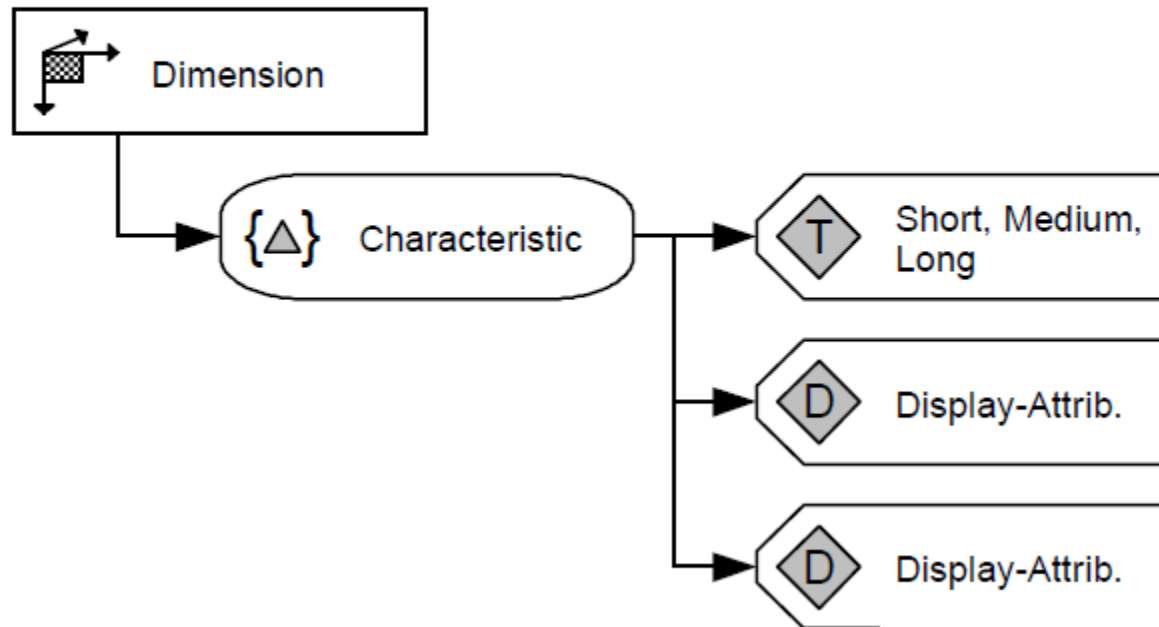 Dimension
{ } Characteristic
T
Short, Medium,
Long
D
Display-Attrib.
D
Display-Attrib.